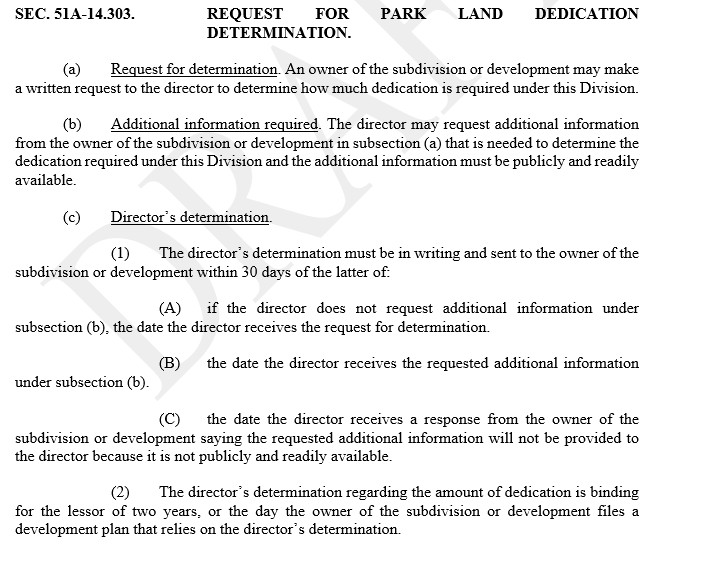 SEC. 51A-14.303. REQUEST FOR PARK LAND DEDICATION
DETERMINATION.
(a) Request for determination. An owner of the subdivision or development may make
a written request to the director to determine how much dedication is required under this Division.
(b) Additional information required. The director may request additional information
from the owner of the subdivision or development in subsection (a) that is needed to determine the
dedication required under this Division and the additional information must be publicly and readily
available.
(c) Director's determination.
(1) The director's determination must be in writing and sent to the owner of the
subdivision or development within 30 days of the latter of:
(A) if the director does not request additional information under
subsection (b), the date the director receives the request for determination.
(B) the date the director receives the requested additional information
under subsection (b).
(C) the date the director receives a response from the owner of the
subdivision or development saying the requested additional information will not be provided to
the director because it is not publicly and readily available.
(2) The director's determination regarding the amount of dedication is binding
for the lessor of two years, or the day the owner of the subdivision or development files a
development plan that relies on the director's determination.